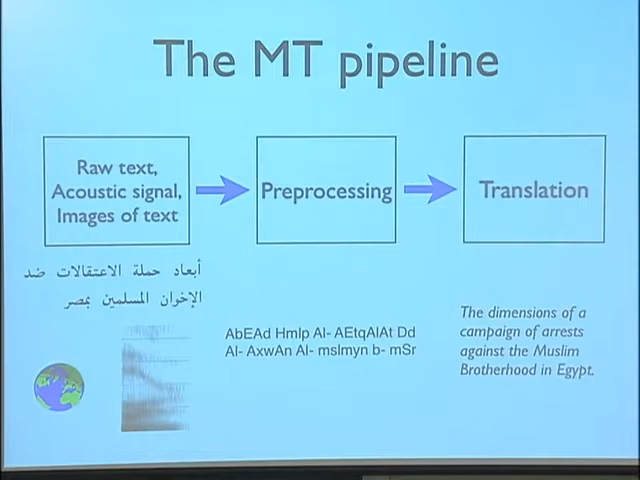 The MT pipeline
Raw text,
Acoustic signal,
Images of text
Preprocessing
Translation
أبعاد حملة الاعتقالات ضد
الإخوان المسلمين بمصر
AbEAd Hmlp Al- AEtqAlAt Dd
Al- AxwAn Al- mslmyn b- mSr
The dimensions of a
campaign of arrests
against the Muslim
Brotherhood in Egypt.